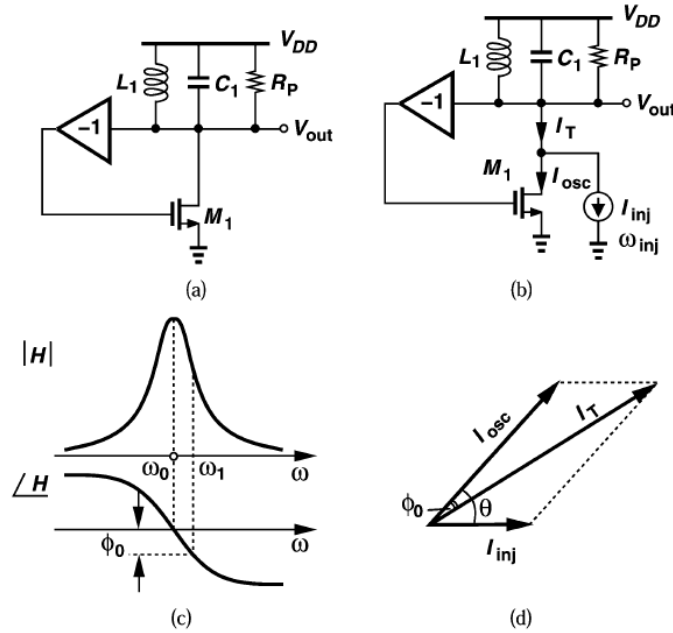 V_DD
L_1 C_1 R_P
-1
V_out
M_1
(a)
V_DD
L_1 C_1 R_P
-1
V_out
I_T
M_1 I_osc
I_inj
ω_inj
(b)
|H|
ω_0 ω_1 ω
∠H
ϕ_0
ω
(c)
I_osc
I_T
ϕ_0 θ
I_inj
(d)